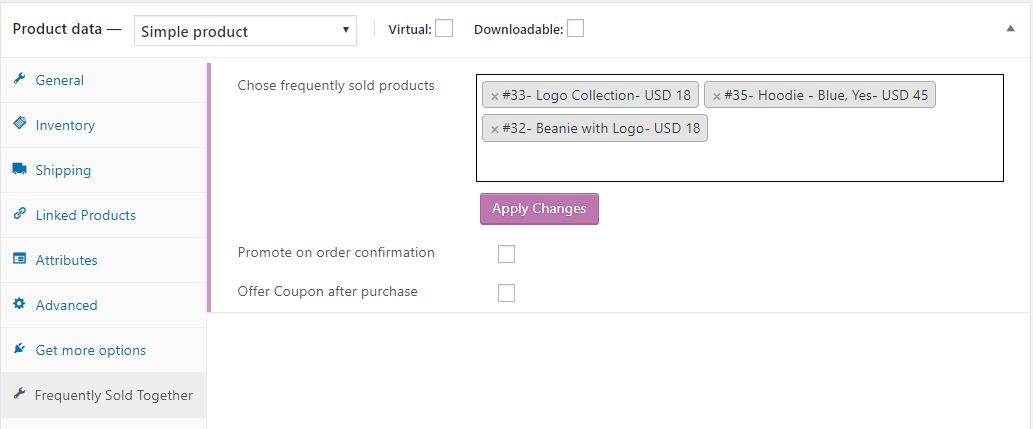 Product data — Simple product Virtual: Downloadable:
General
Inventory
Shipping
Linked Products
Attributes
Advanced
Get more options
Frequently Sold Together
Chose frequently sold products
× #33- Logo Collection- USD 18 × #35- Hoodie - Blue, Yes- USD 45
× #32- Beanie with Logo- USD 18
Apply Changes
Promote on order confirmation
Offer Coupon after purchase